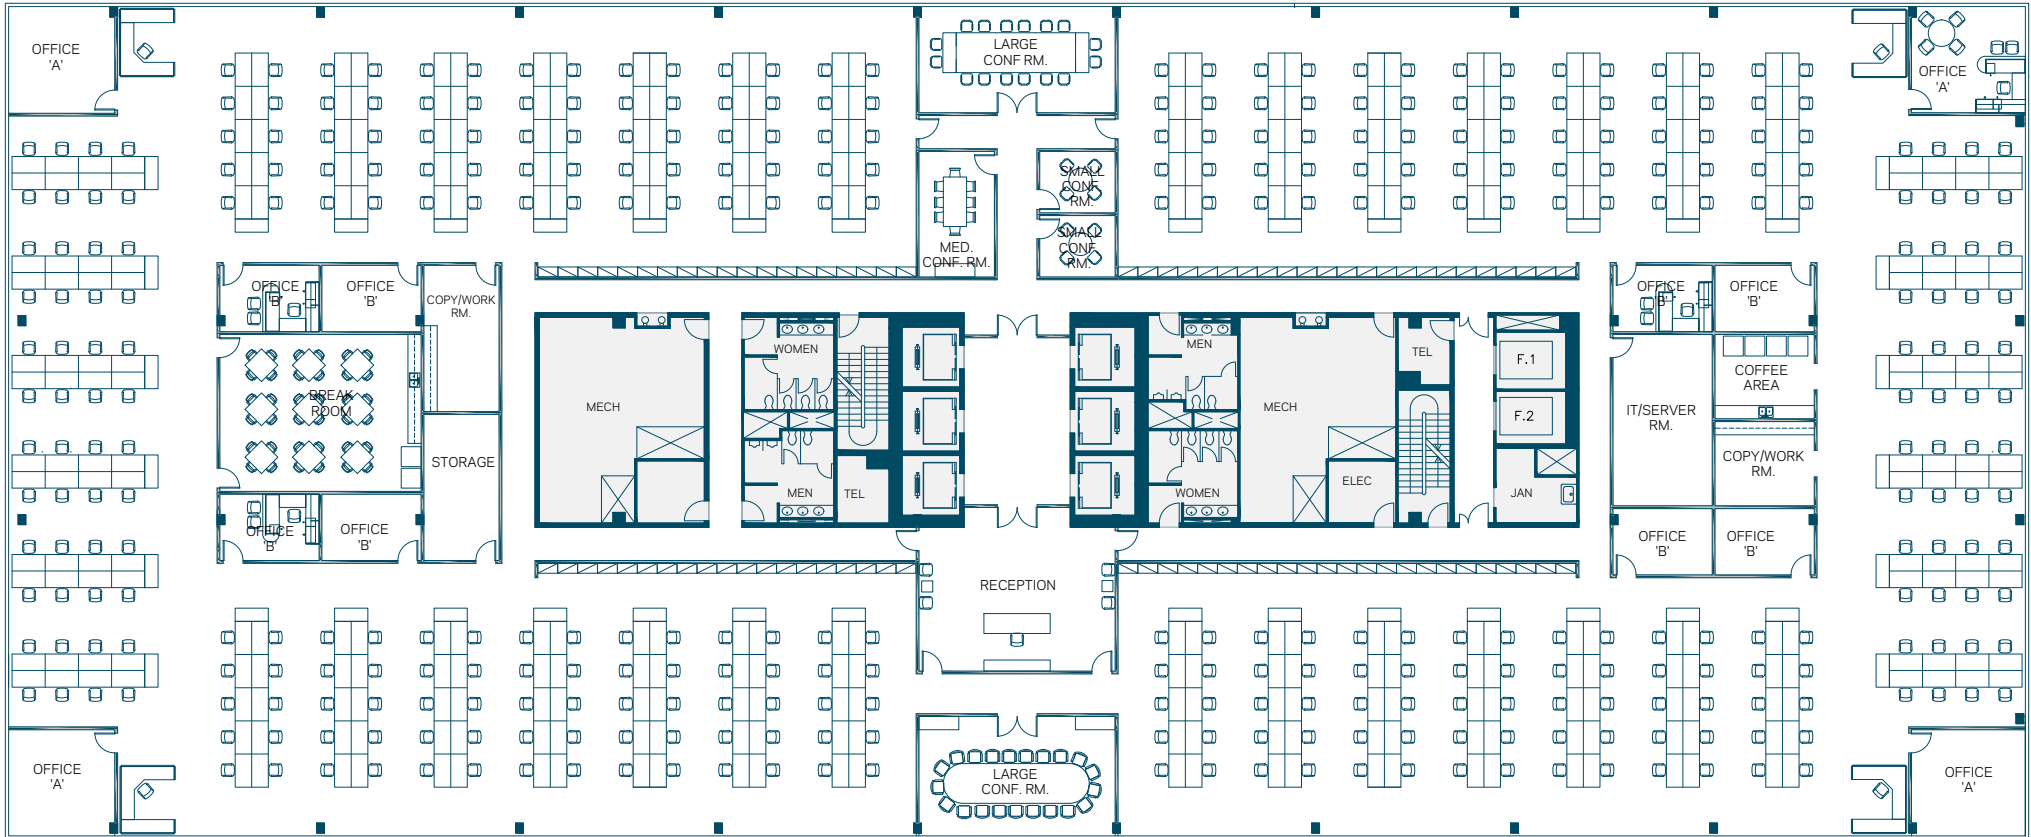 OFFICE
'A'
LARGE
CONF RM.
OFFICE
'A'
SMALL
CONF.
RM.
MED.
CONF. RM.
SMALL
CONF.
RM.
OFFICE
'B'
OFFICE
'B'
COPY/WORK
RM.
OFFICE
'B'
OFFICE
'B'
WOMEN
MEN
TEL
F.1
BREAK
ROOM
MECH
MECH
COFFEE
AREA
F.2
IT/SERVER
RM.
STORAGE
COPY/WORK
RM.
MEN
TEL
WOMEN
ELEC
JAN
OFFICE
'B'
OFFICE
'B'
OFFICE
'B'
OFFICE
'B'
RECEPTION
OFFICE
'A'
LARGE
CONF. RM.
OFFICE
'A'